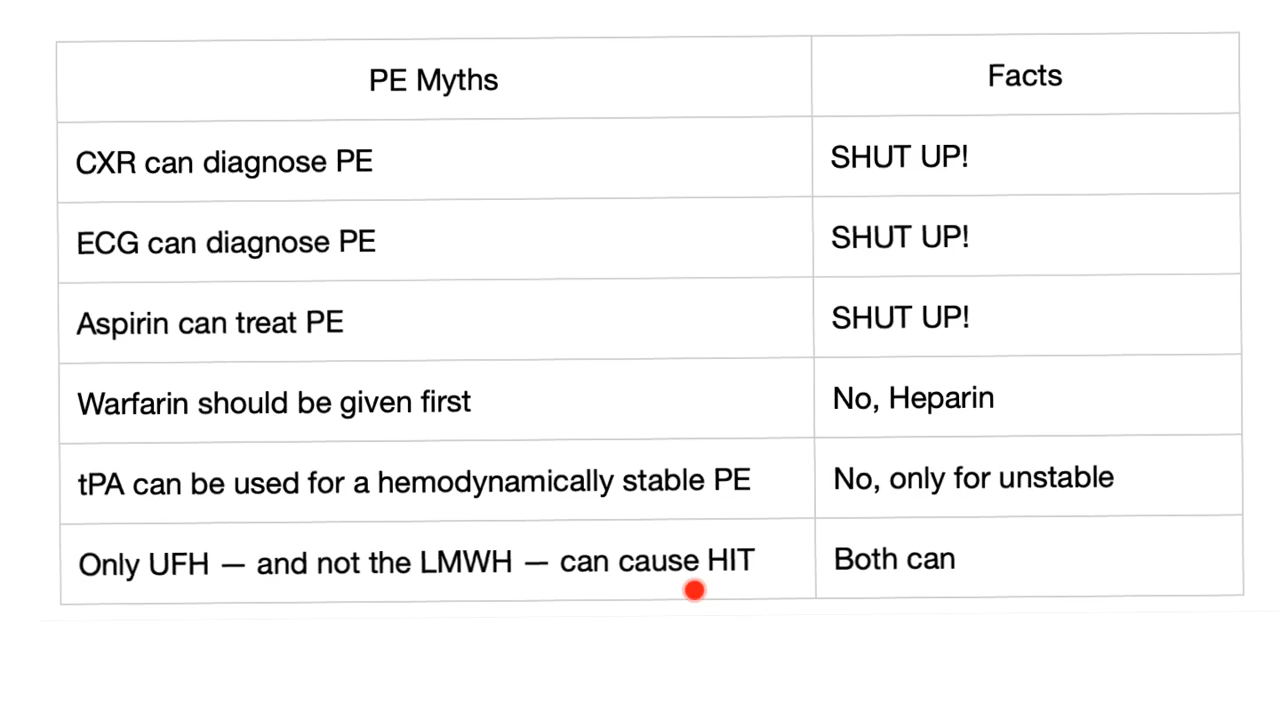 PE Myths
Facts
CXR can diagnose PE
SHUT UP!
ECG can diagnose PE
SHUT UP!
Aspirin can treat PE
SHUT UP!
Warfarin should be given first
No, Heparin
tPA can be used for a hemodynamically stable PE
No, only for unstable
Only UFH — and not the LMWH — can cause HIT
Both can